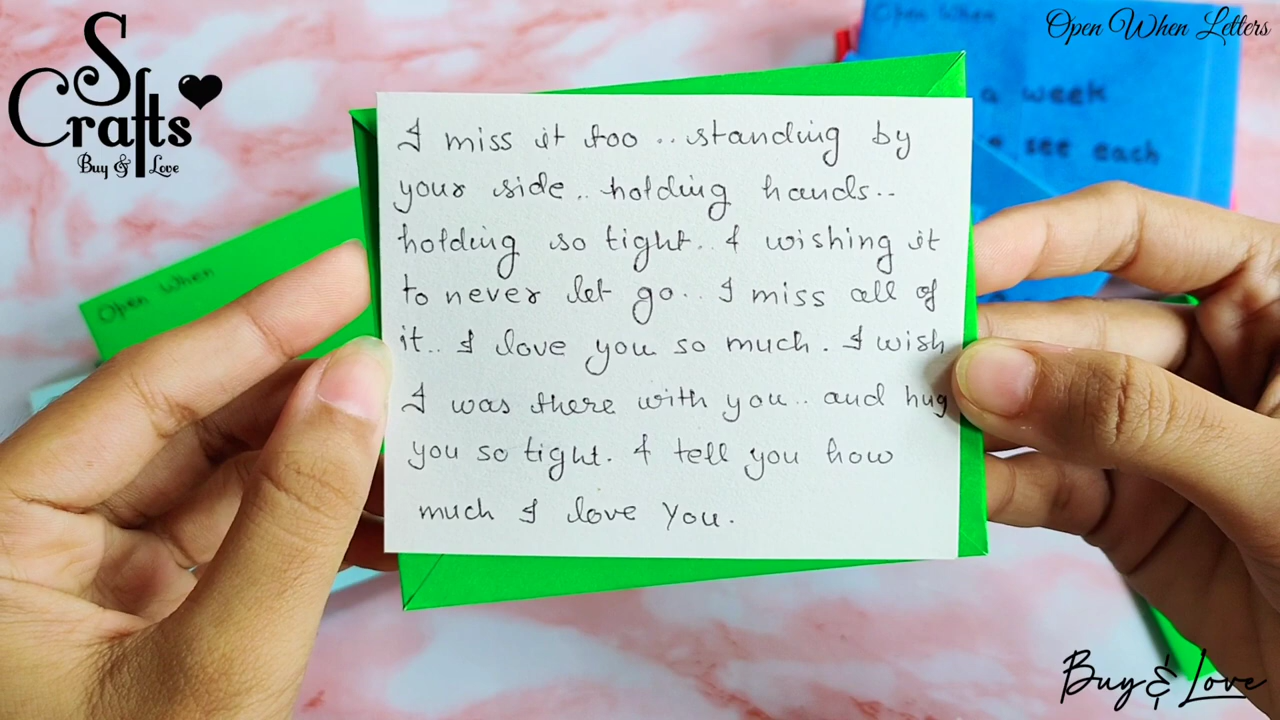 S
Crafts
Buy & Love
Open When Letters
Open When
a week
see each
Open When
I miss it too .. standing by
your side .. holding hands ..
holding so tight .. & wishing it
to never let go .. I miss all of
it .. I love you so much . I wish
I was there with you .. and hug
you so tight . & tell you how
much I love You .
Buy & Love